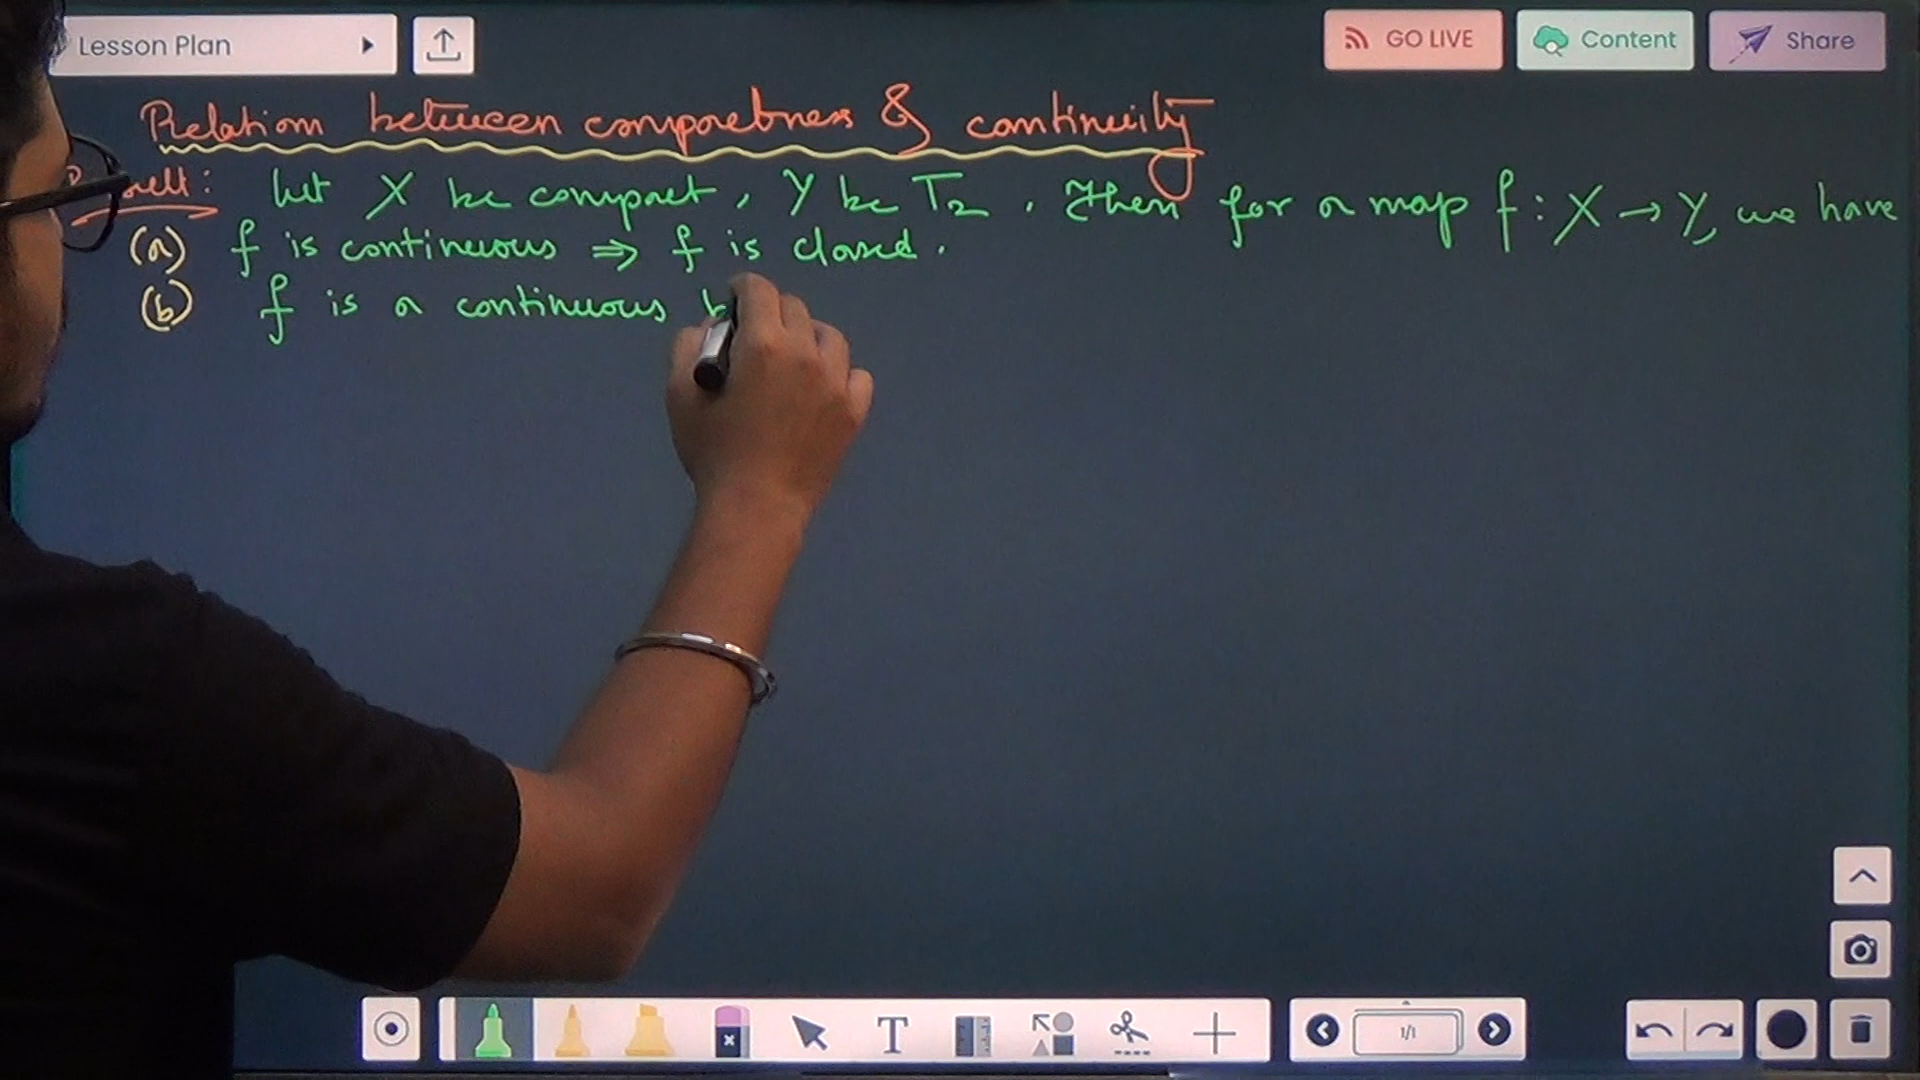 Lesson Plan
GO LIVE
Content
Share
Relation between compactness & continuity
Let X be compact, Y be T₂. Then for a map f: X → Y, we have
(a) f is continuous ⇒ f is closed.
(b) f is a continuous
T
1/1